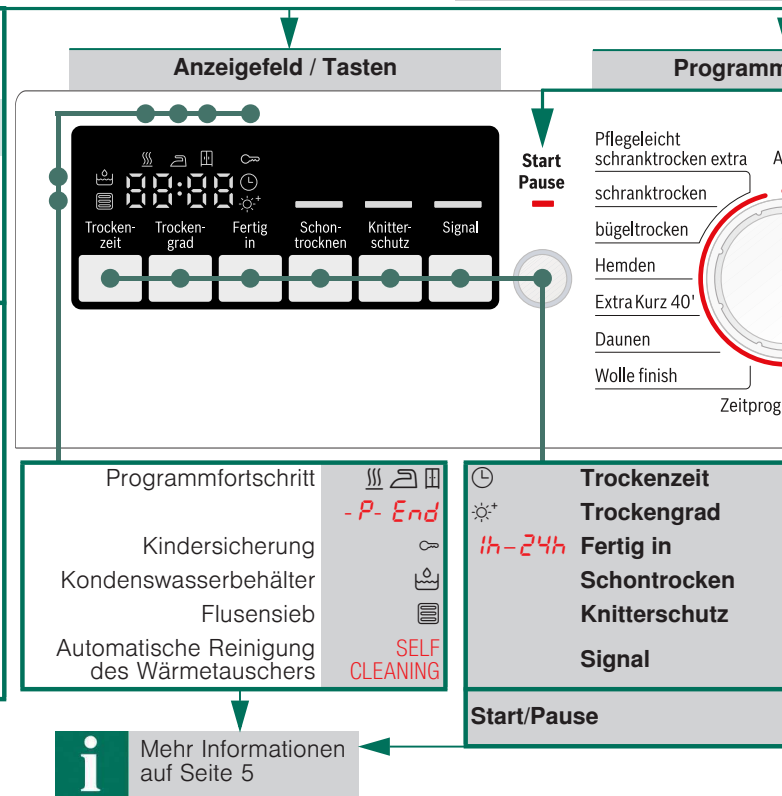 Anzeigefeld / Tasten
Programm
Start
Pause
88:88
Trocken-
zeit
Trocken-
grad
Fertig
in
Schon-
trocknen
Knitter-
schutz
Signal
Pflegeleicht
schranktrocken extra
A
schranktrocken
bügeltrocken
Hemden
Extra Kurz 40'
Daunen
Wolle finish
Zeitprog
Programmfortschritt
-P- End
Kindersicherung
Kondenswasserbehälter
Flusensieb
Automatische Reinigung
des Wärmetauschers
SELF
CLEANING
Trockenzeit
Trockengrad
1h-24h Fertig in
Schontrocken
Knitterschutz
Signal
Start/Pause
i
Mehr Informationen
auf Seite 5